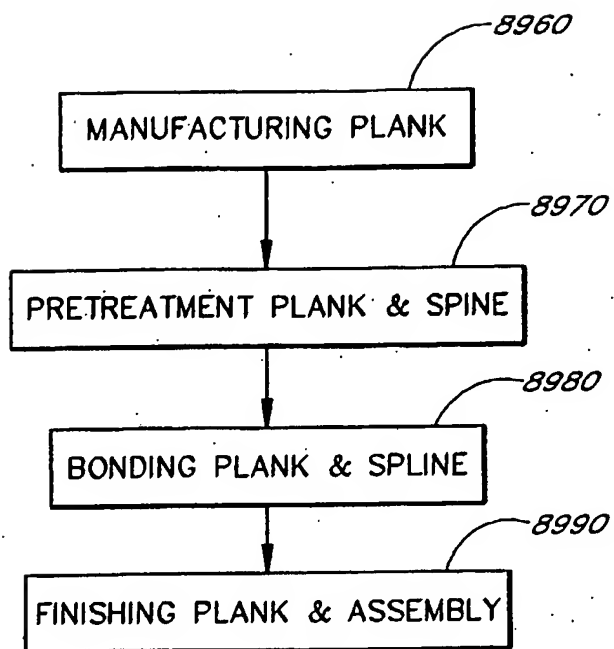 8960
MANUFACTURING PLANK
8970
PRETREATMENT PLANK & SPINE
8980
BONDING PLANK & SPLINE
8990
FINISHING PLANK & ASSEMBLY